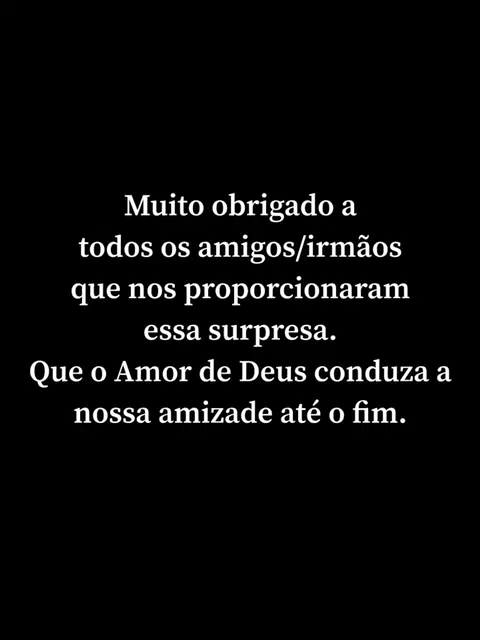 Muito obrigado a
todos os amigos/irmãos
que nos proporcionaram
essa surpresa.
Que o Amor de Deus conduza a
nossa amizade até o fim.